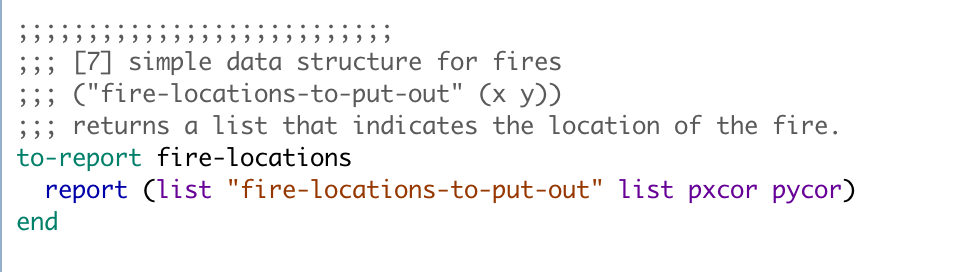 ;;;;;;;;;;;;;;;;;;;;;;;;;;;
;;; [7] simple data structure for fires
;;; ("fire-locations-to-put-out" (x y))
;;; returns a list that indicates the location of the fire.
to-report fire-locations
  report (list "fire-locations-to-put-out" list pxcor pycor)
end